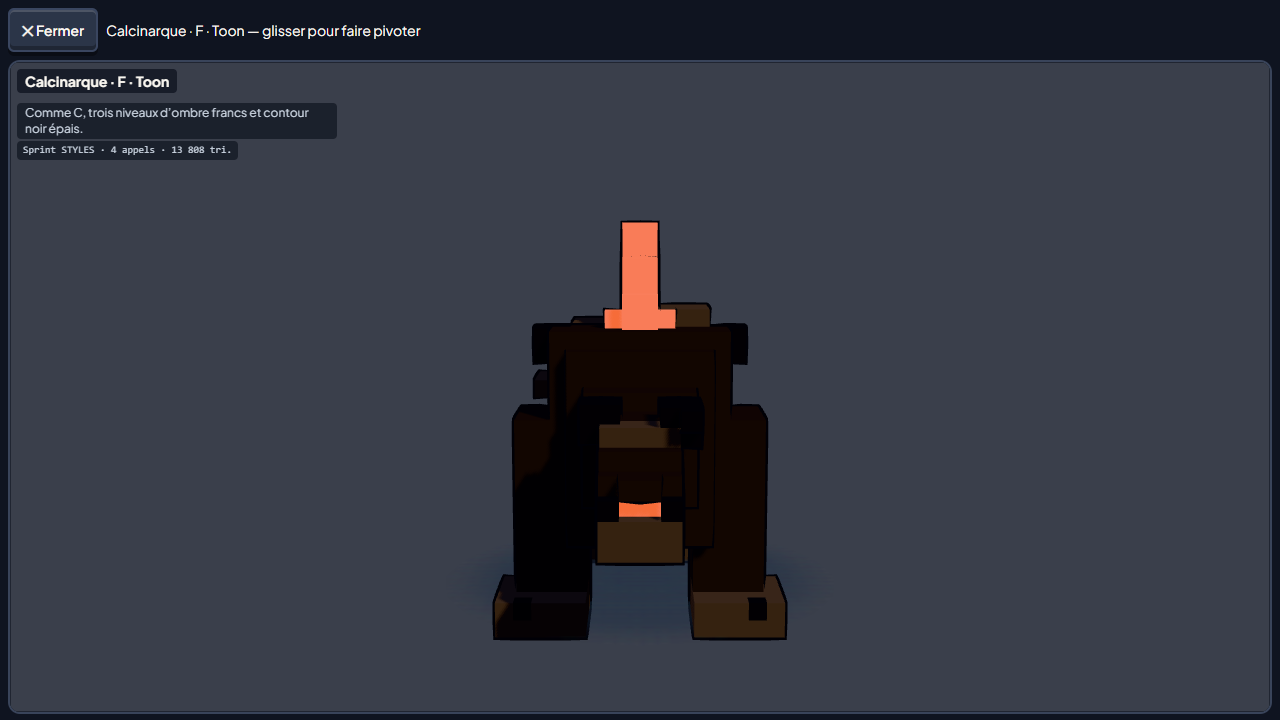 ✕ Fermer
Calcinarque · F · Toon — glisser pour faire pivoter
Calcinarque · F · Toon
Comme C, trois niveaux d'ombre francs et contour
noir épais.
Sprint STYLES · 4 appels · 13 808 tri.